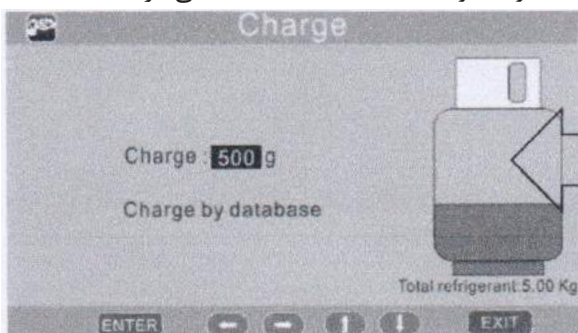 Charge
Charge : 500 g
Charge by database
Total refrigerant:5.00 Kg
ENTER
EXIT